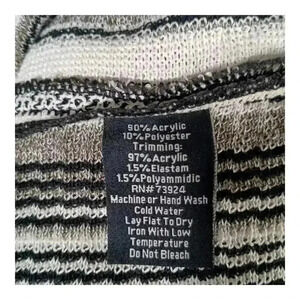 90% Acrylic
10% Polyester
Trimming:
97% Acrylic
1.5% Elastam
1.5% Polyammidic
RN# 73924
Machine or Hand Wash
Cold Water
Lay Flat To Dry
Iron With Low
Temperature
Do Not Bleach